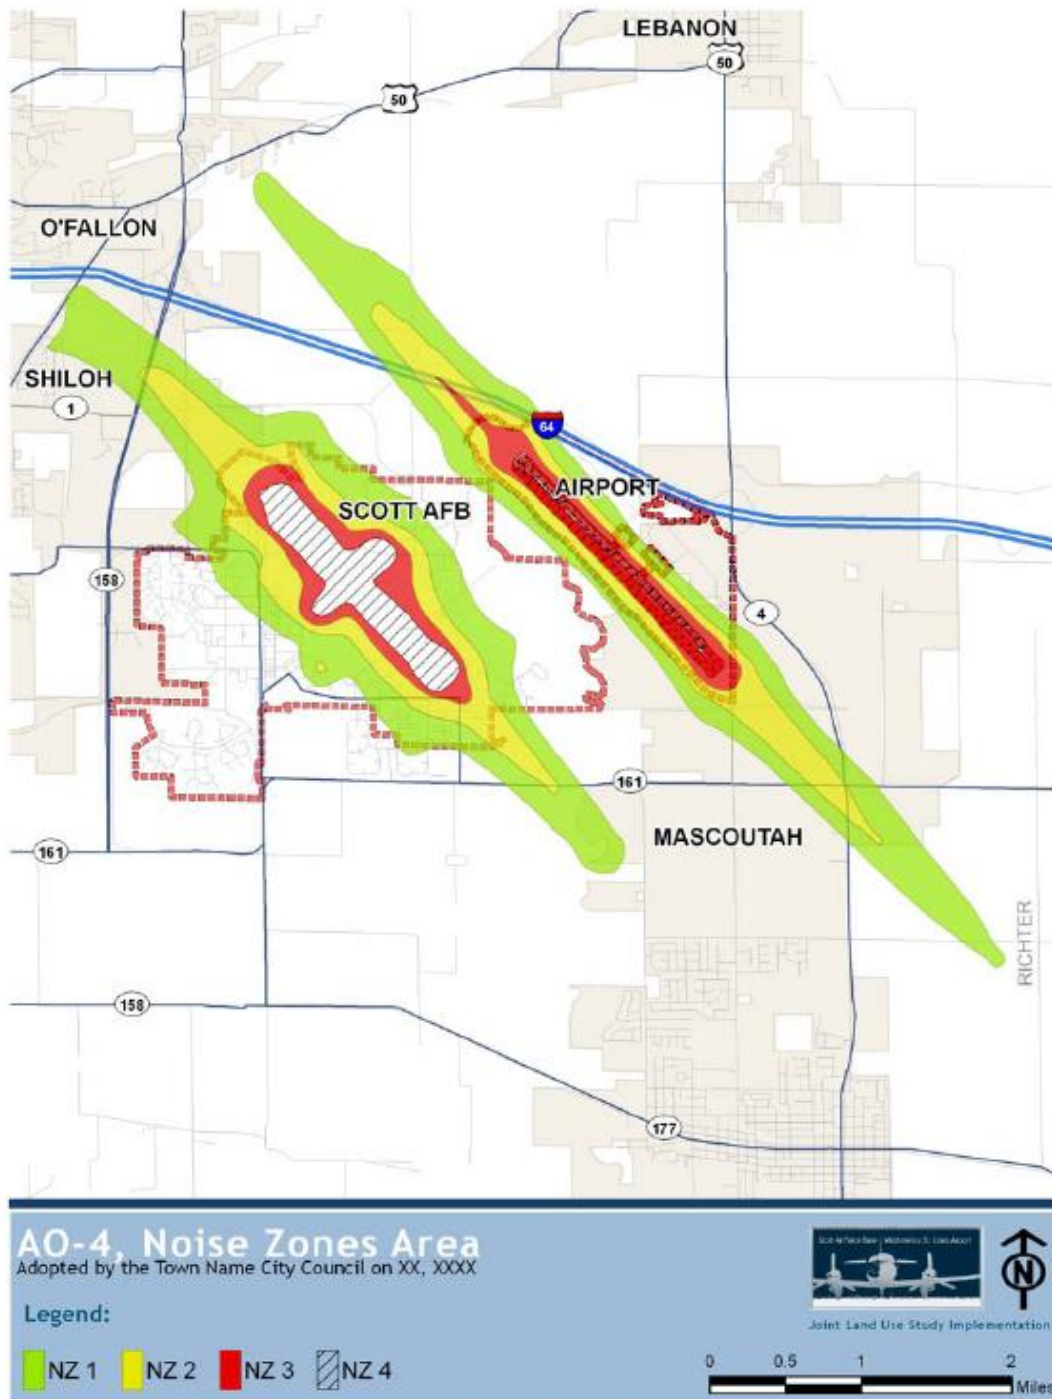 LEBANON
50
50
O'FALLON
SHILOH
1
64
AIRPORT
SCOTT AFB
158
4
161
MASCOUTAH
161
RICHTER
158
177
AO-4, Noise Zones Area
Adopted by the Town Name City Council on XX, XXXX
Legend:
NZ 1 NZ 2 NZ 3 NZ 4
N
Joint Land Use Study Implementation
0 0.5 1 2
Miles